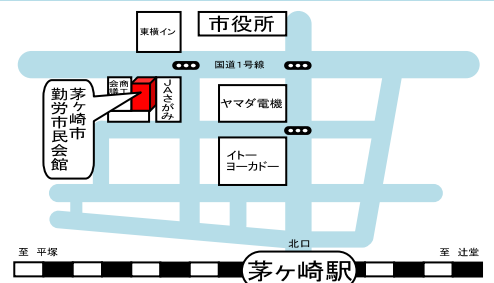 市役所
東横イン
国道1号線
商工
会議
JAさがみ
ヤマダ電機
茅ヶ崎市
勤労市民会館
イトー
ヨーカドー
北口
至 平塚
至 辻堂
茅ヶ崎駅